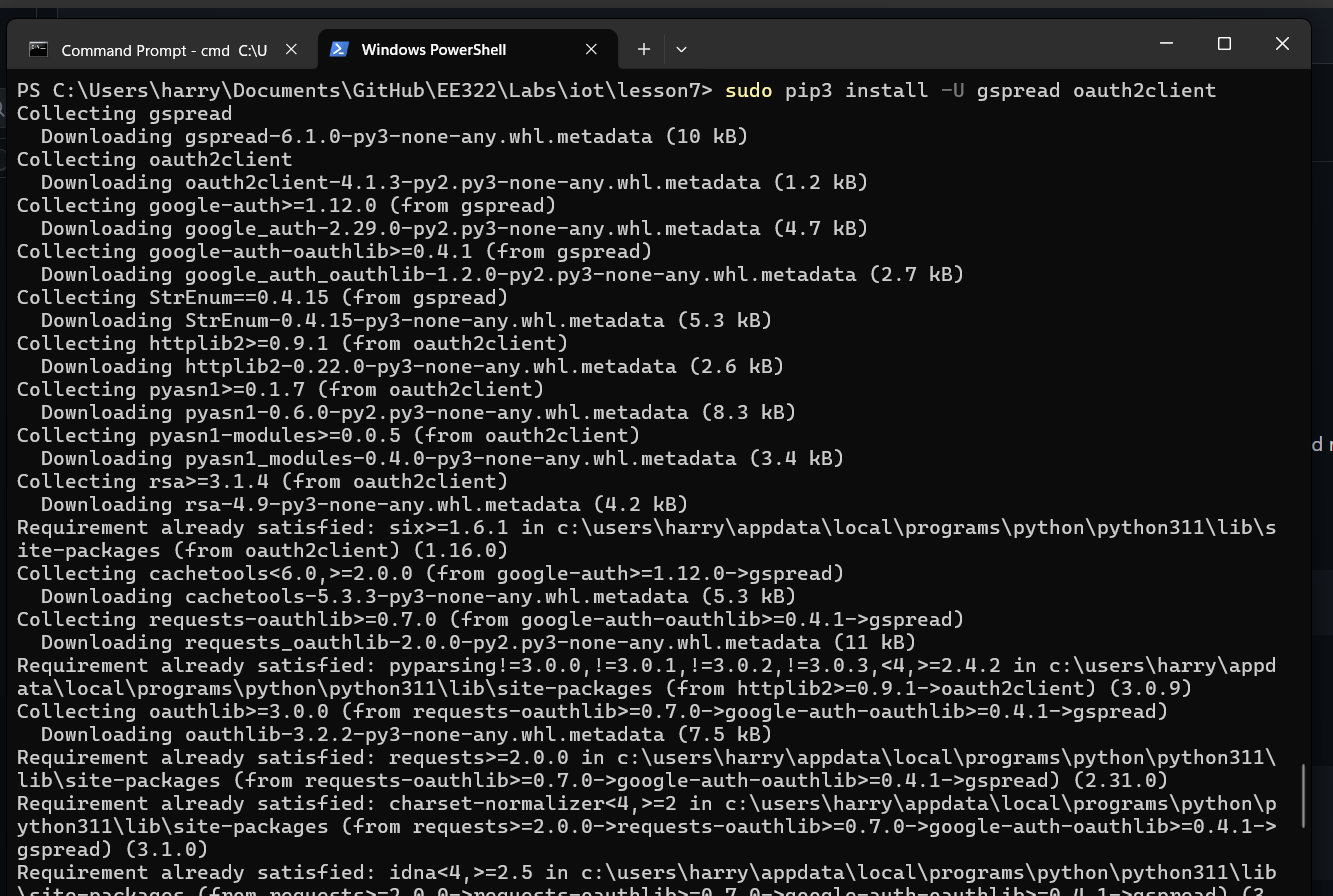 Command Prompt - cmd C:\U
Windows PowerShell
PS C:\Users\harry\Documents\GitHub\EE322\Labs\iot\lesson7> sudo pip3 install -U gspread oauth2client
Collecting gspread
  Downloading gspread-6.1.0-py3-none-any.whl.metadata (10 kB)
Collecting oauth2client
  Downloading oauth2client-4.1.3-py2.py3-none-any.whl.metadata (1.2 kB)
Collecting google-auth>=1.12.0 (from gspread)
  Downloading google_auth-2.29.0-py2.py3-none-any.whl.metadata (4.7 kB)
Collecting google-auth-oauthlib>=0.4.1 (from gspread)
  Downloading google_auth_oauthlib-1.2.0-py2.py3-none-any.whl.metadata (2.7 kB)
Collecting StrEnum==0.4.15 (from gspread)
  Downloading StrEnum-0.4.15-py3-none-any.whl.metadata (5.3 kB)
Collecting httplib2>=0.9.1 (from oauth2client)
  Downloading httplib2-0.22.0-py3-none-any.whl.metadata (2.6 kB)
Collecting pyasn1>=0.1.7 (from oauth2client)
  Downloading pyasn1-0.6.0-py2.py3-none-any.whl.metadata (8.3 kB)
Collecting pyasn1-modules>=0.0.5 (from oauth2client)
  Downloading pyasn1_modules-0.4.0-py3-none-any.whl.metadata (3.4 kB)
Collecting rsa>=3.1.4 (from oauth2client)
  Downloading rsa-4.9-py3-none-any.whl.metadata (4.2 kB)
Requirement already satisfied: six>=1.6.1 in c:\users\harry\appdata\local\programs\python\python311\lib\s
ite-packages (from oauth2client) (1.16.0)
Collecting cachetools<6.0,>=2.0.0 (from google-auth>=1.12.0->gspread)
  Downloading cachetools-5.3.3-py3-none-any.whl.metadata (5.3 kB)
Collecting requests-oauthlib>=0.7.0 (from google-auth-oauthlib>=0.4.1->gspread)
  Downloading requests_oauthlib-2.0.0-py2.py3-none-any.whl.metadata (11 kB)
Requirement already satisfied: pyparsing!=3.0.0,!=3.0.1,!=3.0.2,!=3.0.3,<4,>=2.4.2 in c:\users\harry\appd
ata\local\programs\python\python311\lib\site-packages (from httplib2>=0.9.1->oauth2client) (3.0.9)
Collecting oauthlib>=3.0.0 (from requests-oauthlib>=0.7.0->google-auth-oauthlib>=0.4.1->gspread)
  Downloading oauthlib-3.2.2-py3-none-any.whl.metadata (7.5 kB)
Requirement already satisfied: requests>=2.0.0 in c:\users\harry\appdata\local\programs\python\python311\
lib\site-packages (from requests-oauthlib>=0.7.0->google-auth-oauthlib>=0.4.1->gspread) (2.31.0)
Requirement already satisfied: charset-normalizer<4,>=2 in c:\users\harry\appdata\local\programs\python\p
ython311\lib\site-packages (from requests>=2.0.0->requests-oauthlib>=0.7.0->google-auth-oauthlib>=0.4.1->
gspread) (3.1.0)
Requirement already satisfied: idna<4,>=2.5 in c:\users\harry\appdata\local\programs\python\python311\lib
\site-packages (from requests>=2.0.0->requests-oauthlib>=0.7.0->google-auth-oauthlib>=0.4.1->gspread) (3